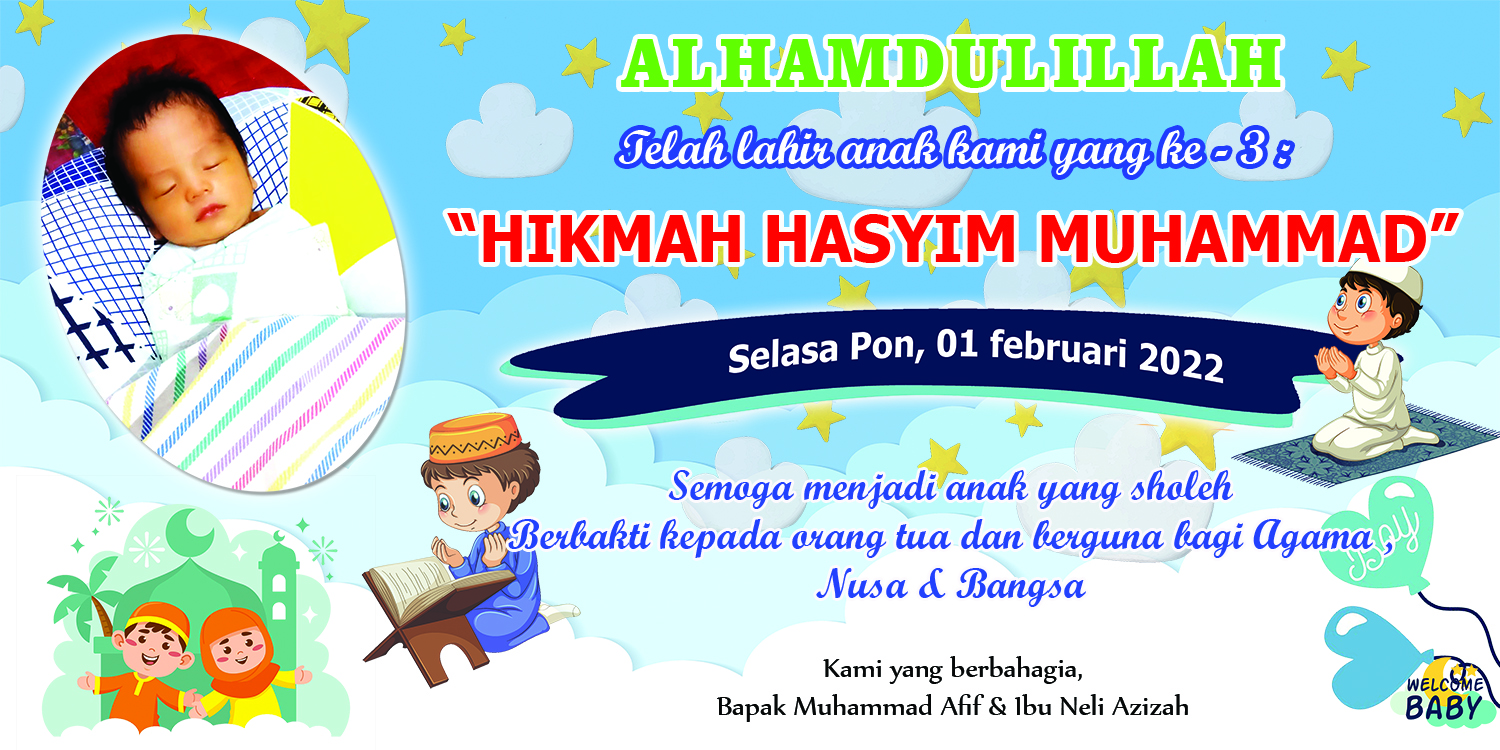 ALHAMDULILLAH
Telah lahir anak kami yang ke - 3 :
“HIKMAH HASYIM MUHAMMAD”
Selasa Pon, 01 februari 2022
Semoga menjadi anak yang sholeh
Berbakti kepada orang tua dan berguna bagi Agama ,
Nusa & Bangsa
Boy
Kami yang berbahagia,
Bapak Muhammad Afif & Ibu Neli Azizah
WELCOME
BABY